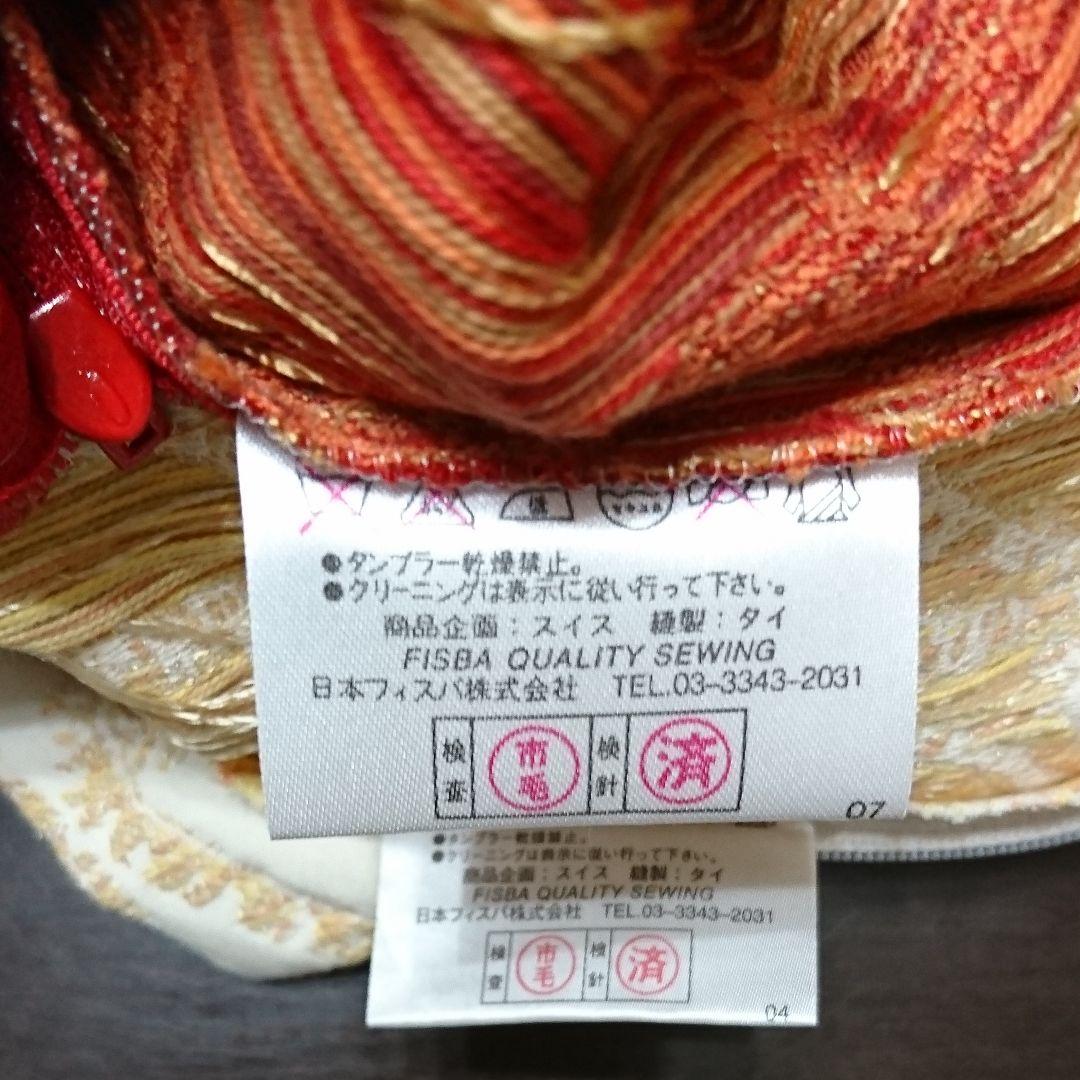 ●タンブラー乾燥禁止。
●クリーニングは表示に従い行って下さい。
商品企画：スイス 縫製：タイ
FISBA QUALITY SEWING
日本フィスバ株式会社 TEL.03-3343-2031
検査 市毛 検針 済
07
●タンブラー乾燥禁止。
●クリーニングは表示に従い行って下さい。
商品企画：スイス 縫製：タイ
FISBA QUALITY SEWING
日本フィスバ株式会社 TEL.03-3343-2031
検査 市毛 検針 済
04